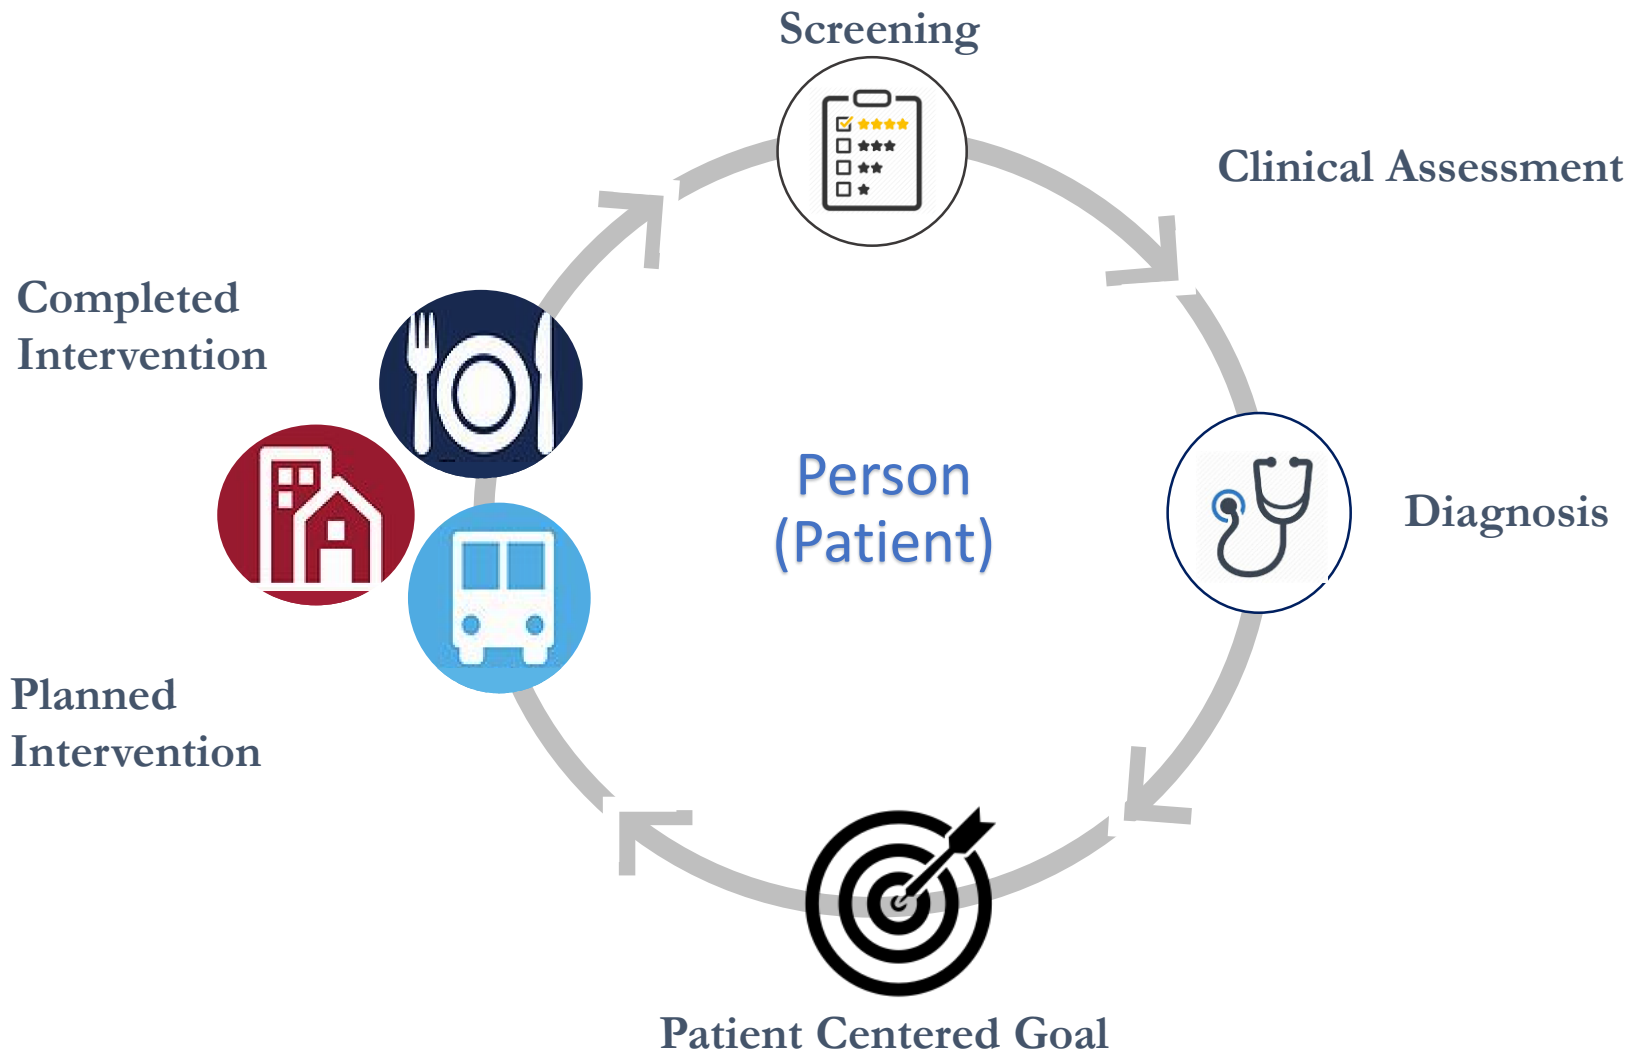 Screening
Clinical Assessment
Completed
Intervention
Person
(Patient)
Diagnosis
Planned
Intervention
Patient Centered Goal